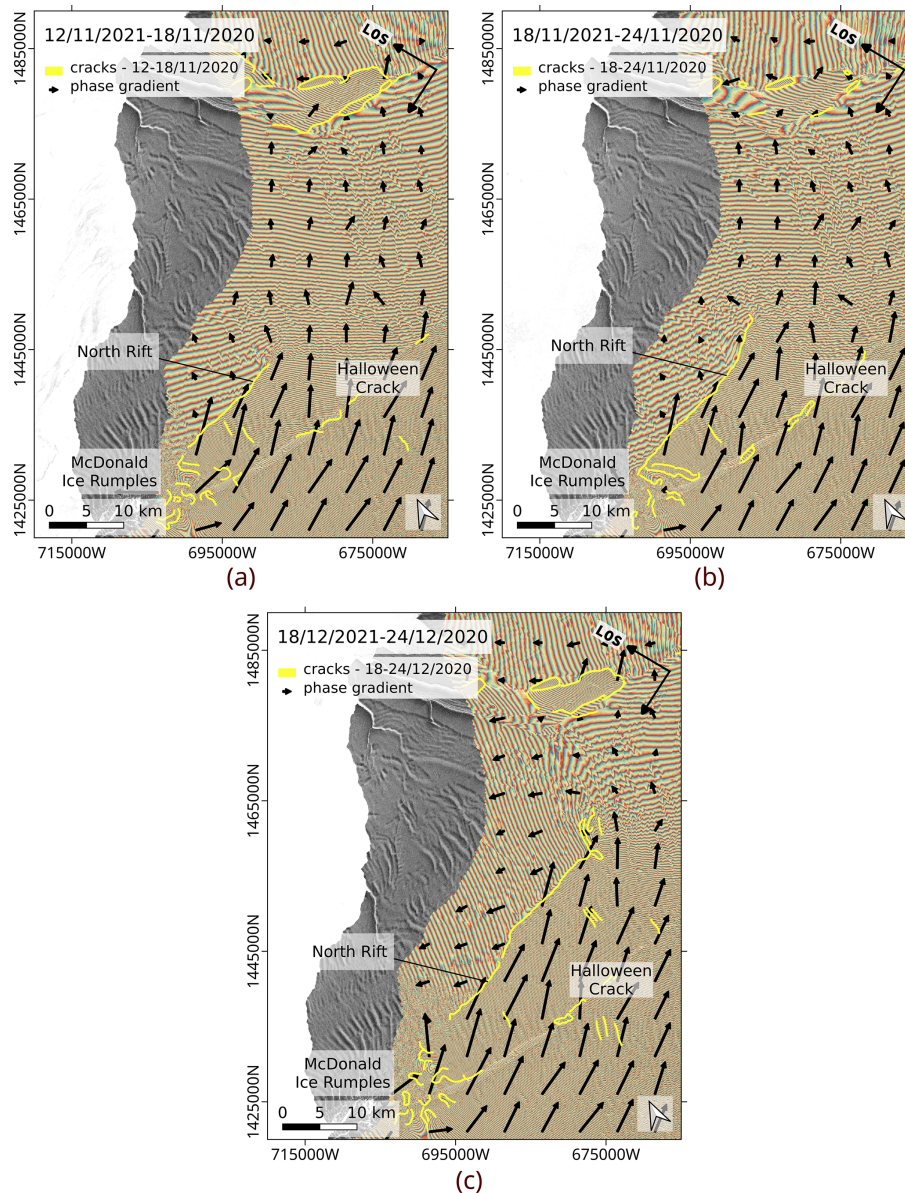 12/11/2021-18/11/2020
cracks - 12-18/11/2020
phase gradient
LoS
1485000N
1465000N
1445000N
1425000N
North Rift
Halloween
Crack
McDonald
Ice Rumples
0 5 10 km
715000W 695000W 675000W
(a)
18/11/2021-24/11/2020
cracks - 18-24/11/2020
phase gradient
LoS
1485000N
1465000N
1445000N
1425000N
North Rift
Halloween
Crack
McDonald
Ice Rumples
0 5 10 km
715000W 695000W 675000W
(b)
18/12/2021-24/12/2020
cracks - 18-24/12/2020
phase gradient
LoS
1485000N
1465000N
1445000N
1425000N
North Rift
Halloween
Crack
McDonald
Ice Rumples
0 5 10 km
715000W 695000W 675000W
(c)